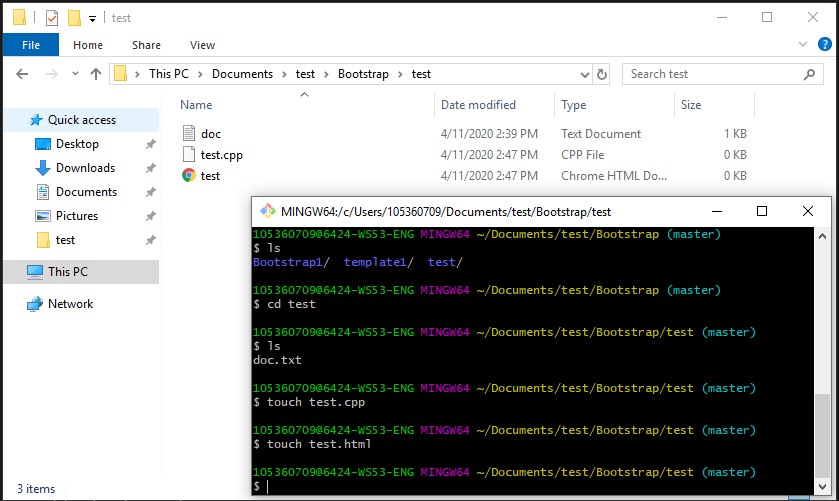 test
File Home Share View
This PC Documents test Bootstrap test Search test
Name Date modified Type Size
doc 4/11/2020 2:39 PM Text Document 1 KB
test.cpp 4/11/2020 2:47 PM CPP File 0 KB
test 4/11/2020 2:47 PM Chrome HTML Do... 0 KB
Quick access
Desktop
Downloads
Documents
Pictures
test
This PC
Network
3 items
MINGW64:/c/Users/105360709/Documents/test/Bootstrap/test
105360709@6424-WS53-ENG MINGW64 ~/Documents/test/Bootstrap (master)
$ ls
Bootstrap1/ template1/ test/
105360709@6424-WS53-ENG MINGW64 ~/Documents/test/Bootstrap (master)
$ cd test
105360709@6424-WS53-ENG MINGW64 ~/Documents/test/Bootstrap/test (master)
$ ls
doc.txt
105360709@6424-WS53-ENG MINGW64 ~/Documents/test/Bootstrap/test (master)
$ touch test.cpp
105360709@6424-WS53-ENG MINGW64 ~/Documents/test/Bootstrap/test (master)
$ touch test.html
105360709@6424-WS53-ENG MINGW64 ~/Documents/test/Bootstrap/test (master)
$